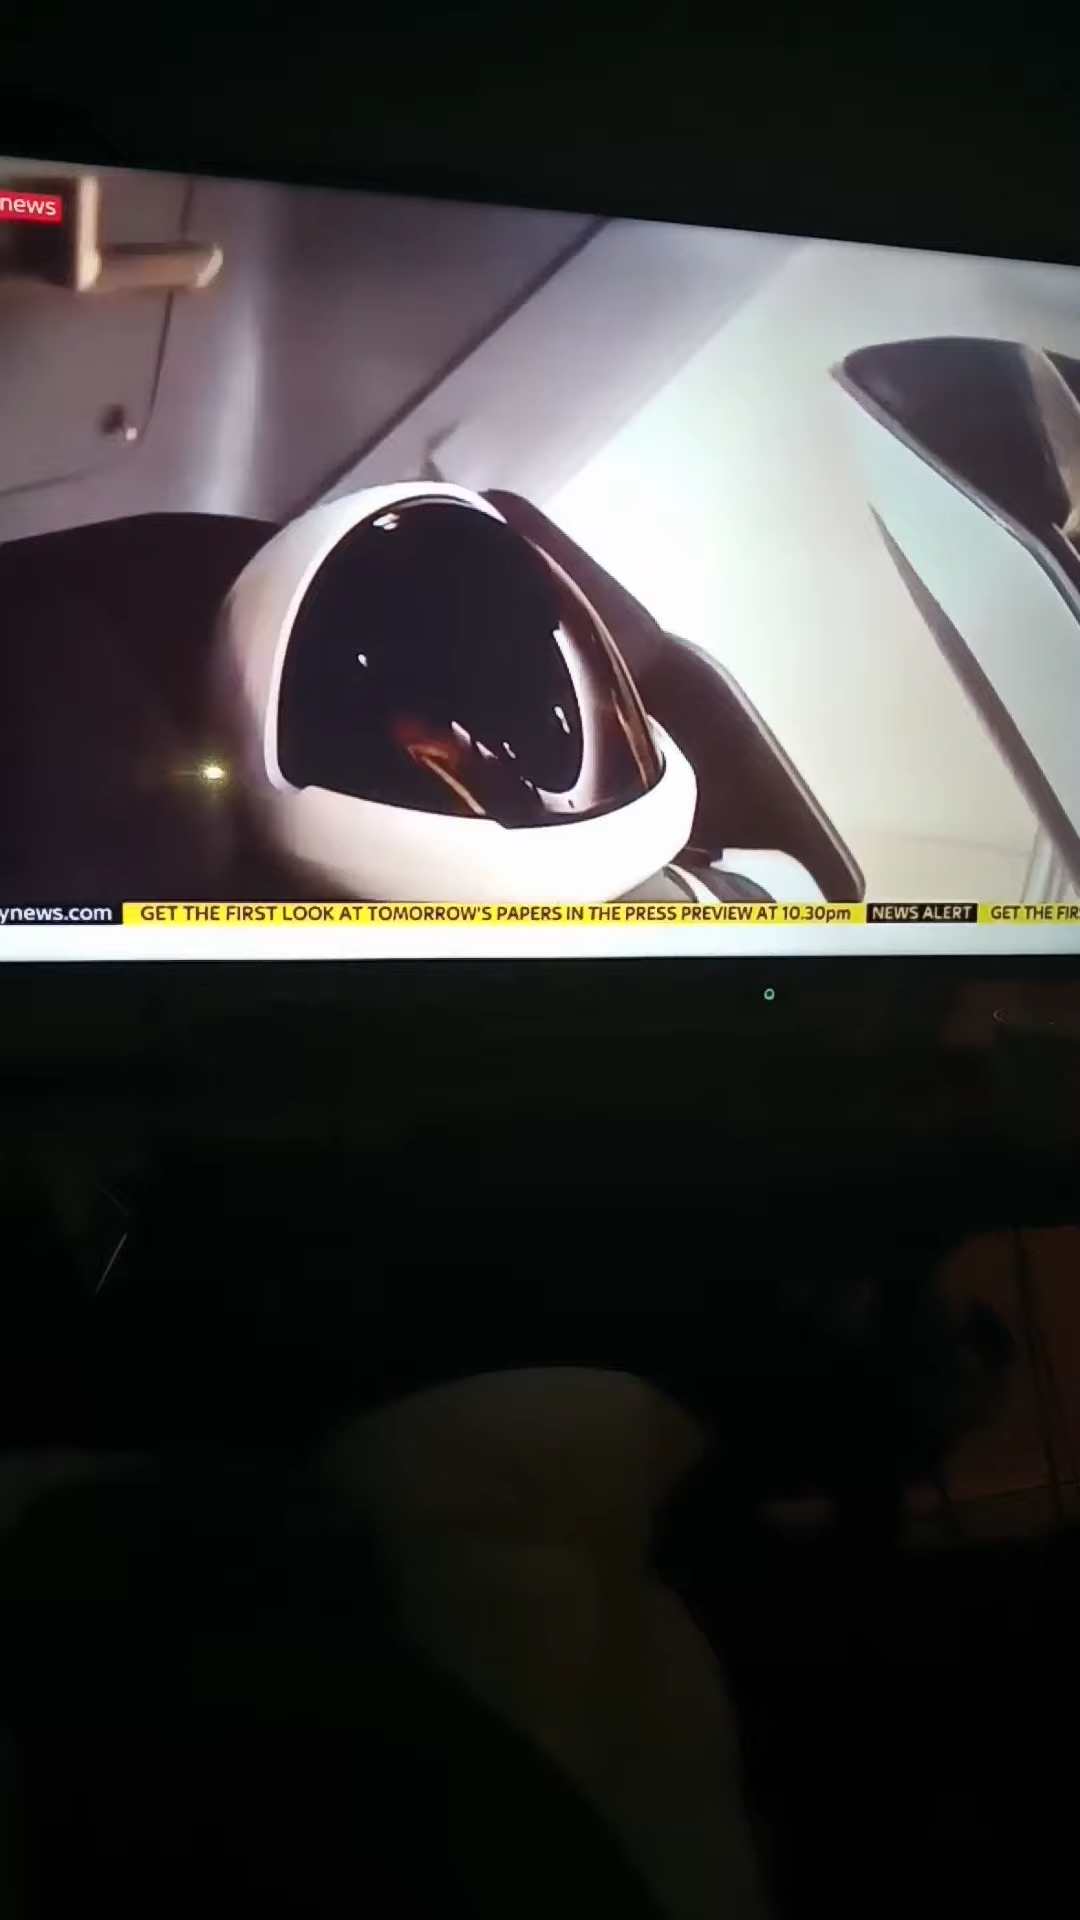 news
ynews.com GET THE FIRST LOOK AT TOMORROW'S PAPERS IN THE PRESS PREVIEW AT 10.30pm NEWS ALERT GET THE FIR